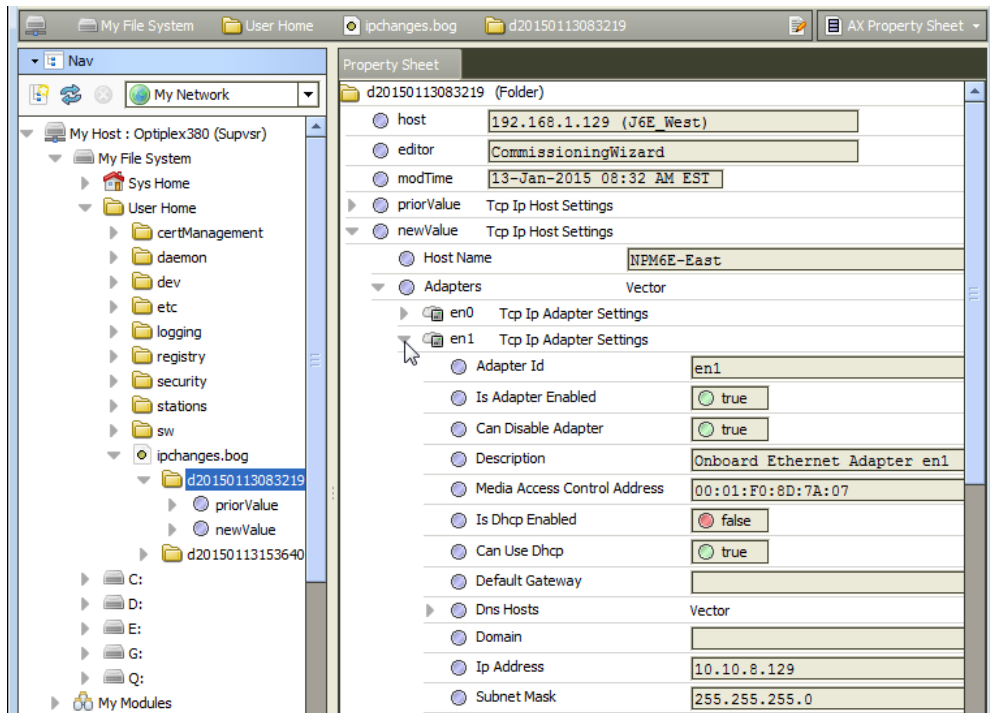 My File System User Home ipchanges.bog d20150113083219 AX Property Sheet
Nav
My Network
My Host : Optiplex380 (Supvsr)
My File System
Sys Home
User Home
certManagement
daemon
dev
etc
logging
registry
security
stations
sw
ipchanges.bog
d20150113083219
priorValue
newValue
d20150113153640
C:
D:
E:
G:
Q:
My Modules
Property Sheet
d20150113083219 (Folder)
host 192.168.1.129 (J6E_West)
editor CommissioningWizard
modTime 13-Jan-2015 08:32 AM EST
priorValue Tcp Ip Host Settings
newValue Tcp Ip Host Settings
Host Name NPM6E-East
Adapters Vector
en0 Tcp Ip Adapter Settings
en1 Tcp Ip Adapter Settings
Adapter Id en1
Is Adapter Enabled true
Can Disable Adapter true
Description Onboard Ethernet Adapter en1
Media Access Control Address 00:01:F0:8D:7A:07
Is Dhcp Enabled false
Can Use Dhcp true
Default Gateway
Dns Hosts Vector
Domain
Ip Address 10.10.8.129
Subnet Mask 255.255.255.0